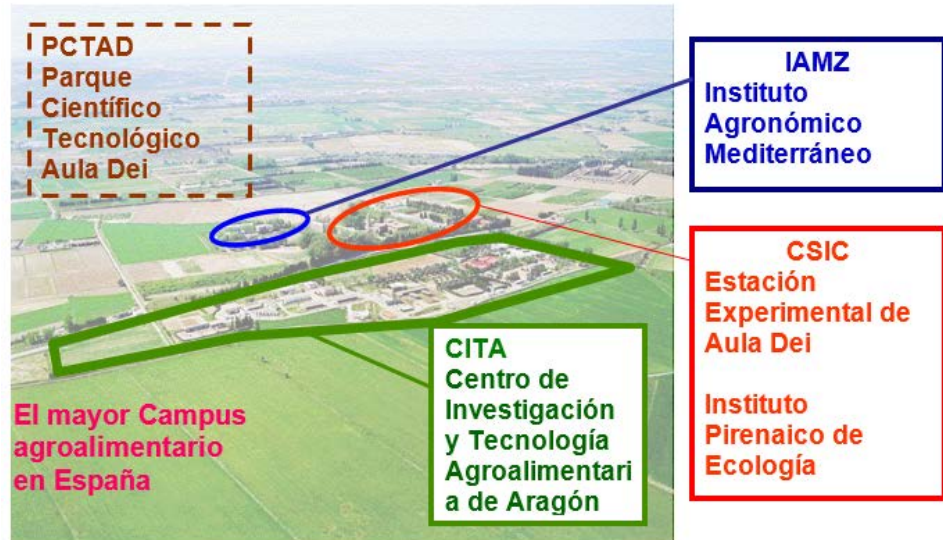 PCTAD
Parque
Científico
Tecnológico
Aula Dei
IAMZ
Instituto
Agronómico
Mediterráneo
CSIC
Estación
Experimental de
Aula Dei
Instituto
Pirenaico de
Ecología
CITA
Centro de
Investigación
y Tecnología
Agroalimentari
a de Aragón
El mayor Campus
agroalimentario
en España